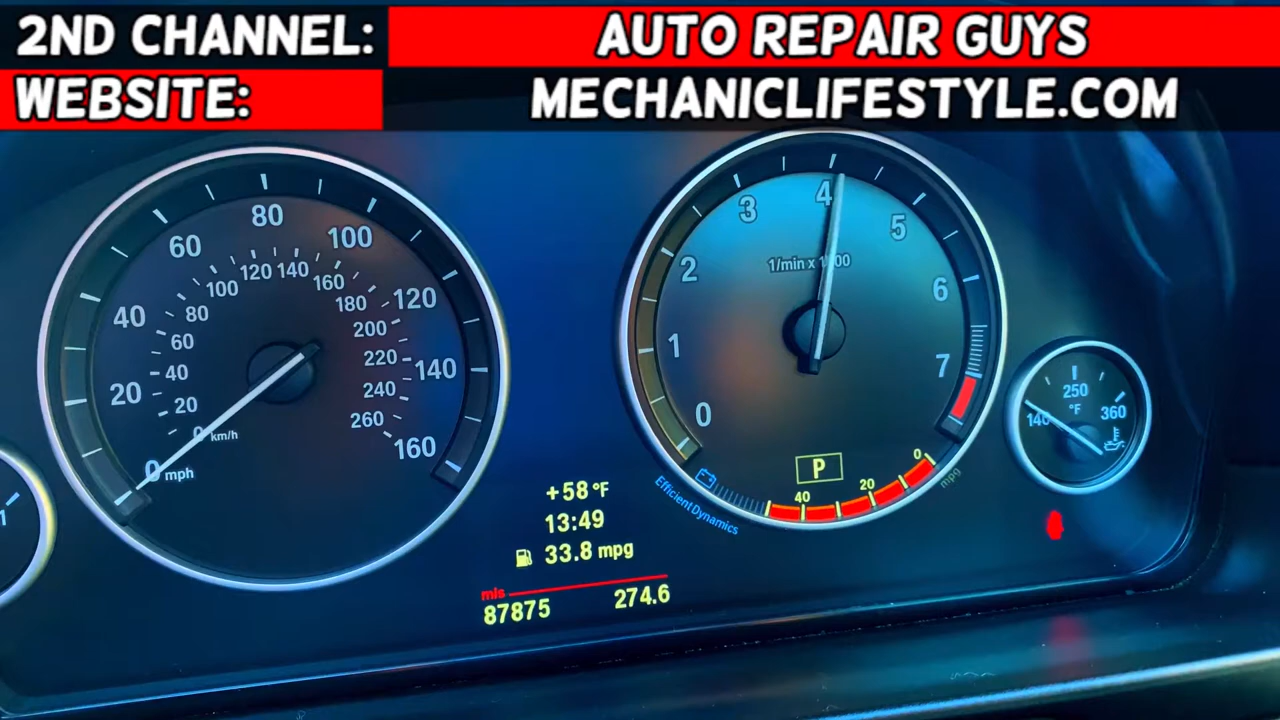 2ND CHANNEL: AUTO REPAIR GUYS
WEBSITE: MECHANICLIFESTYLE.COM
0 20 40 60 80 100 120 140 160
mph
0 20 40 60 80 100 120 140 160 180 200 220 240 260
km/h
0 1 2 3 4 5 6 7
P
40 20 0
mpg
EfficientDynamics
140 250 360
°F
+58 °F
13:49
33.8 mpg
mls
87875 274.6